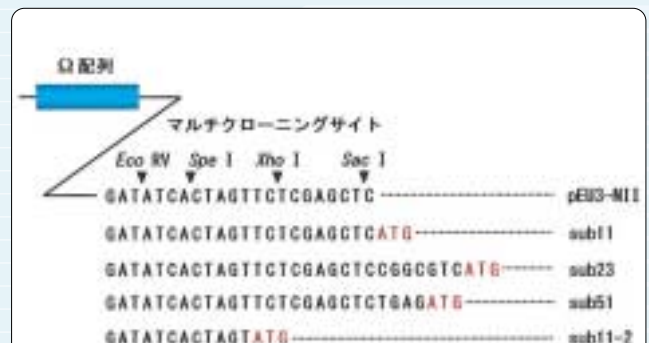 Ω配列
マルチクローニングサイト
Eco RV Spe I Xho I Sac I
GATATCACTAGTTCTCGAGCTC pEU3-NII
GATATCACTAGTTCTCGAGCTCATG sub11
GATATCACTAGTTCTCGAGCTCCGGCGTCATG sub23
GATATCACTAGTTCTCGAGCTCTGAGATG sub51
GATATCACTAGTATG sub11-2